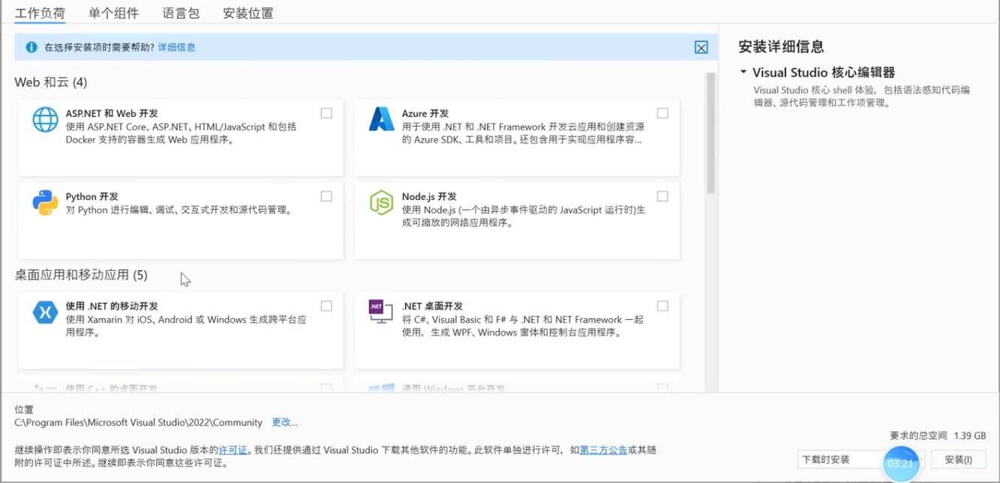 工作负荷 单个组件 语言包 安装位置
在选择安装项时需要帮助? 详细信息
Web 和云 (4)
ASP.NET 和 Web 开发
使用 ASP.NET Core、ASP.NET、HTML/JavaScript 和包括
Docker 支持的容器生成 Web 应用程序。
Azure 开发
用于使用 .NET 和 .NET Framework 开发云应用和创建资源
的 Azure SDK、工具和项目。还包含用于实现应用程序容...
Python 开发
对 Python 进行编辑、调试、交互式开发和源代码管理。
Node.js 开发
使用 Node.js (一个由异步事件驱动的 JavaScript 运行时)生
成可缩放的网络应用程序。
桌面应用和移动应用 (5)
使用 .NET 的移动开发
使用 Xamarin 对 iOS、Android 或 Windows 生成跨平台应
用程序。
.NET 桌面开发
将 C#、Visual Basic 和 F# 与 .NET 和 NET Framework 一起
使用，生成 WPF、Windows 窗体和控制台应用程序。
使用 C++ 的桌面开发
通用 Windows 平台开发
安装详细信息
Visual Studio 核心编辑器
Visual Studio 核心 shell 体验，包括语法感知代码编
辑器、源代码管理和工作项管理。
位置
C:\Program Files\Microsoft Visual Studio\2022\Community 更改...
继续操作即表示你同意所选 Visual Studio 版本的许可证。我们还提供通过 Visual Studio 下载其他软件的功能。此软件单独进行许可，如第三方公告或其随
附的许可证中所述。继续即表示你同意这些许可证。
要求的总空间 1.39 GB
下载时安装
03:21
安装(I)